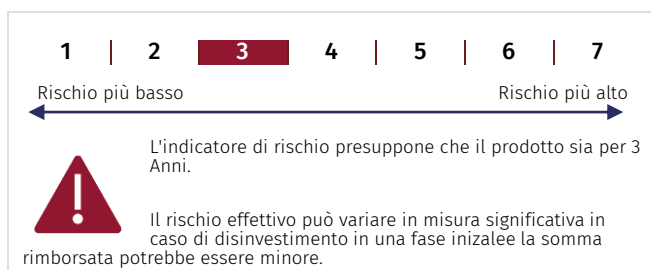 1 2 3 4 5 6 7
Rischio più basso Rischio più alto
L'indicatore di rischio presuppone che il prodotto sia per 3
Anni.
Il rischio effettivo può variare in misura significativa in
caso di disinvestimento in una fase inizalee la somma
rimborsata potrebbe essere minore.